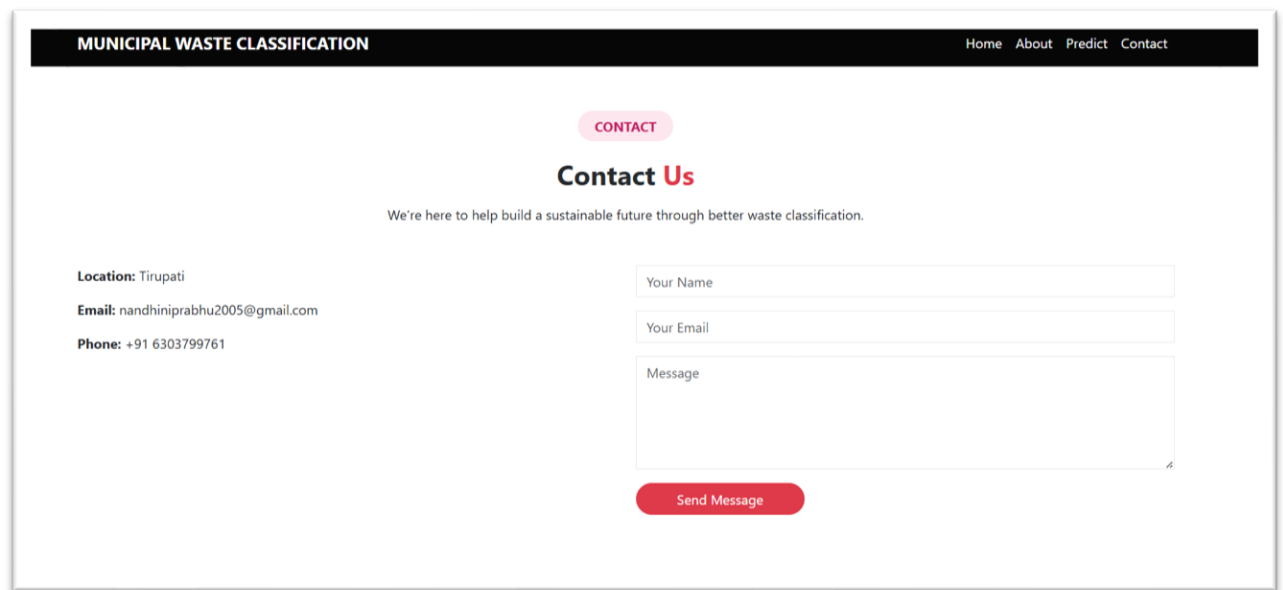 MUNICIPAL WASTE CLASSIFICATION
Home About Predict Contact
CONTACT
Contact Us
We're here to help build a sustainable future through better waste classification.
Location: Tirupati
Email: nandhiniprabhu2005@gmail.com
Phone: +91 6303799761
Your Name
Your Email
Message
Send Message